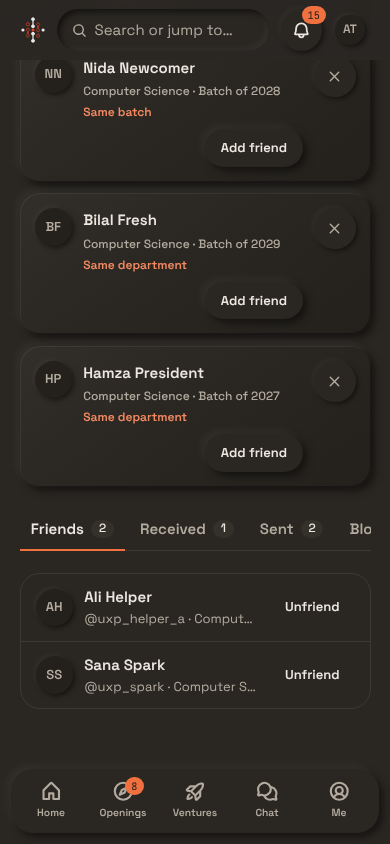 Search or jump to...
15
AT
NN
Nida Newcomer
Computer Science · Batch of 2028
Same batch
Add friend
BF
Bilal Fresh
Computer Science · Batch of 2029
Same department
Add friend
HP
Hamza President
Computer Science · Batch of 2027
Same department
Add friend
Friends 2 Received 1 Sent 2 Blo
AH
Ali Helper
@uxp_helper_a · Comput...
Unfriend
SS
Sana Spark
@uxp_spark · Computer S...
Unfriend
8
Home Openings Ventures Chat Me